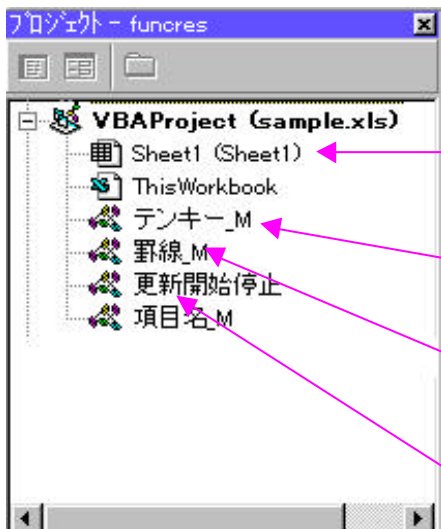 プロジェクト - funcres
VBAProject (sample.xls)
Sheet1 (Sheet1)
ThisWorkbook
テンキー_M
罫線_M
更新開始停止
項目名_M